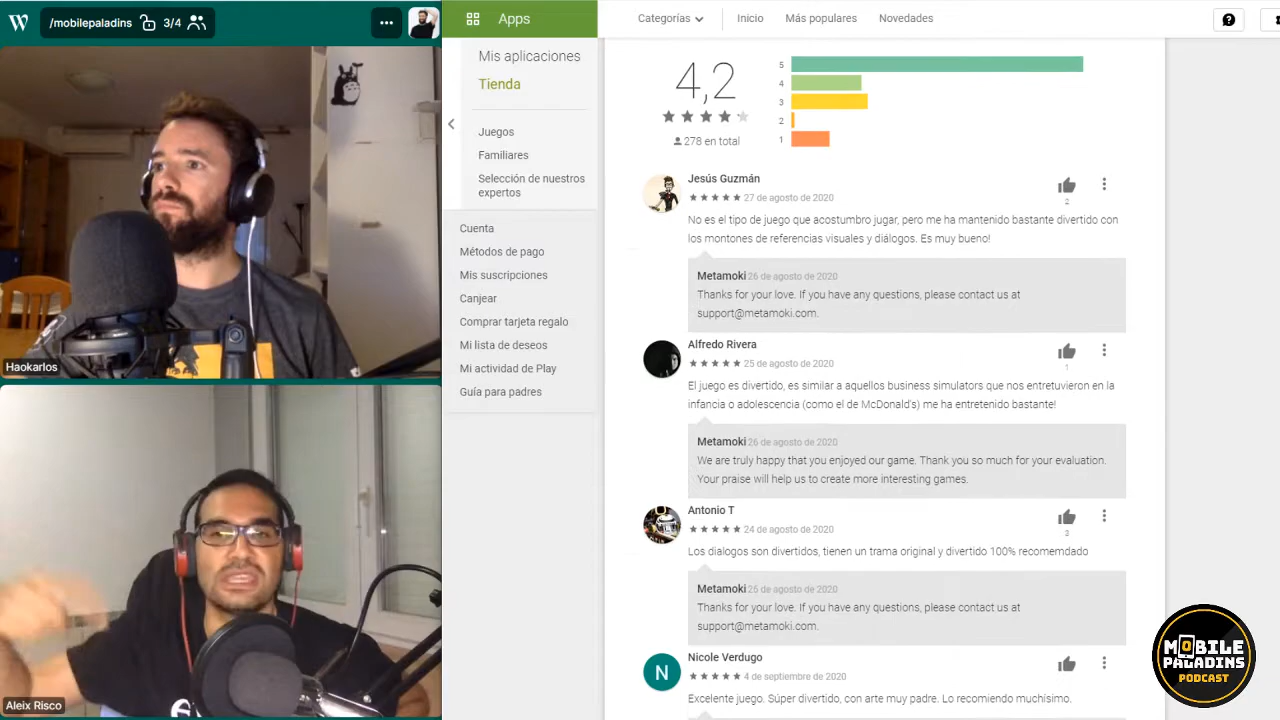 /mobilepaladins 3/4
Haokarlos
Aleix Risco
Apps
Mis aplicaciones
Tienda
Juegos
Familiares
Selección de nuestros
expertos
Cuenta
Métodos de pago
Mis suscripciones
Canjear
Comprar tarjeta regalo
Mi lista de deseos
Mi actividad de Play
Guía para padres
Categorías Inicio Más populares Novedades
4,2
278 en total
5
4
3
2
1
Jesús Guzmán
27 de agosto de 2020
2
No es el tipo de juego que acostumbro jugar, pero me ha mantenido bastante divertido con
los montones de referencias visuales y diálogos. Es muy bueno!
Metamoki 26 de agosto de 2020
Thanks for your love. If you have any questions, please contact us at
support@metamoki.com.
Alfredo Rivera
25 de agosto de 2020
1
El juego es divertido, es similar a aquellos business simulators que nos entretuvieron en la
infancia o adolescencia (como el de McDonald's) me ha entretenido bastante!
Metamoki 26 de agosto de 2020
We are truly happy that you enjoyed our game. Thank you so much for your evaluation.
Your praise will help us to create more interesting games.
Antonio T
24 de agosto de 2020
3
Los dialogos son divertidos, tienen un trama original y divertido 100% recomemdado
Metamoki 25 de agosto de 2020
Thanks for your love. If you have any questions, please contact us at
support@metamoki.com.
N
Nicole Verdugo
4 de septiembre de 2020
Excelente juego. Súper divertido, con arte muy padre. Lo recomiendo muchísimo.
MOBILE
PALADINS
PODCAST